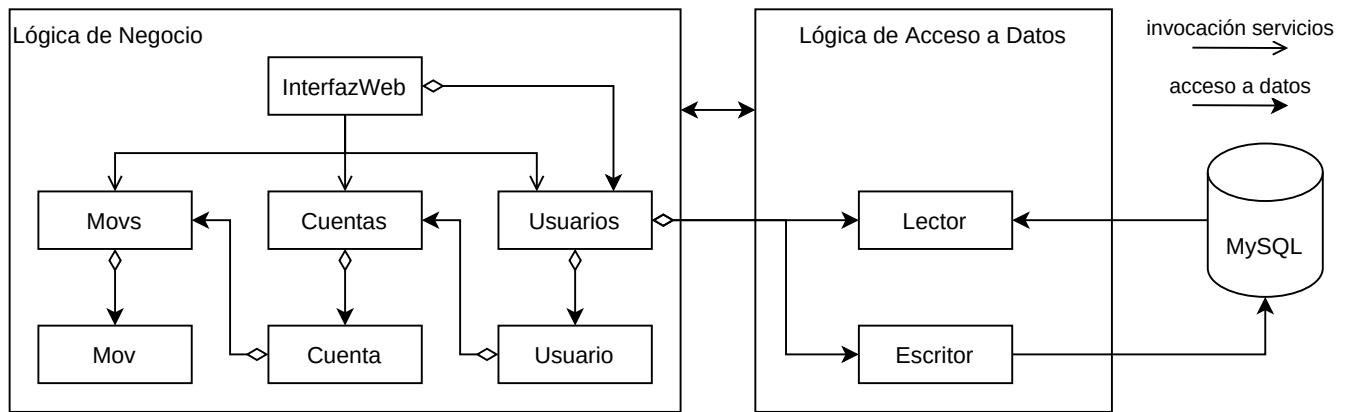 Lógica de Negocio
Lógica de Acceso a Datos
invocación servicios
InterfazWeb
acceso a datos
Movs
Cuentas
Usuarios
Lector
MySQL
Mov
Cuenta
Usuario
Escritor